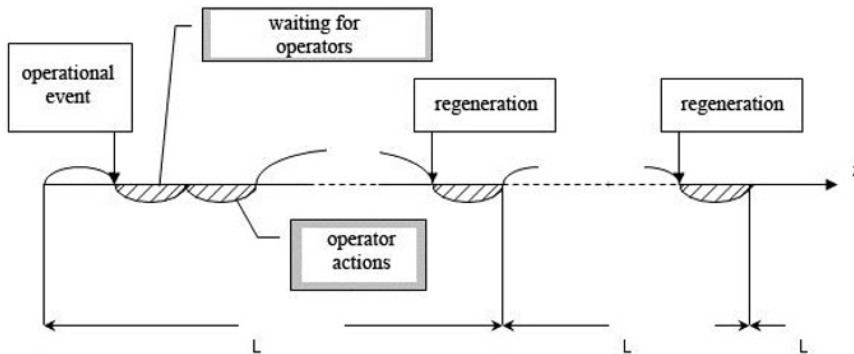 waiting for
operators
operational
event
regeneration
regeneration
operator
actions
L
L
L